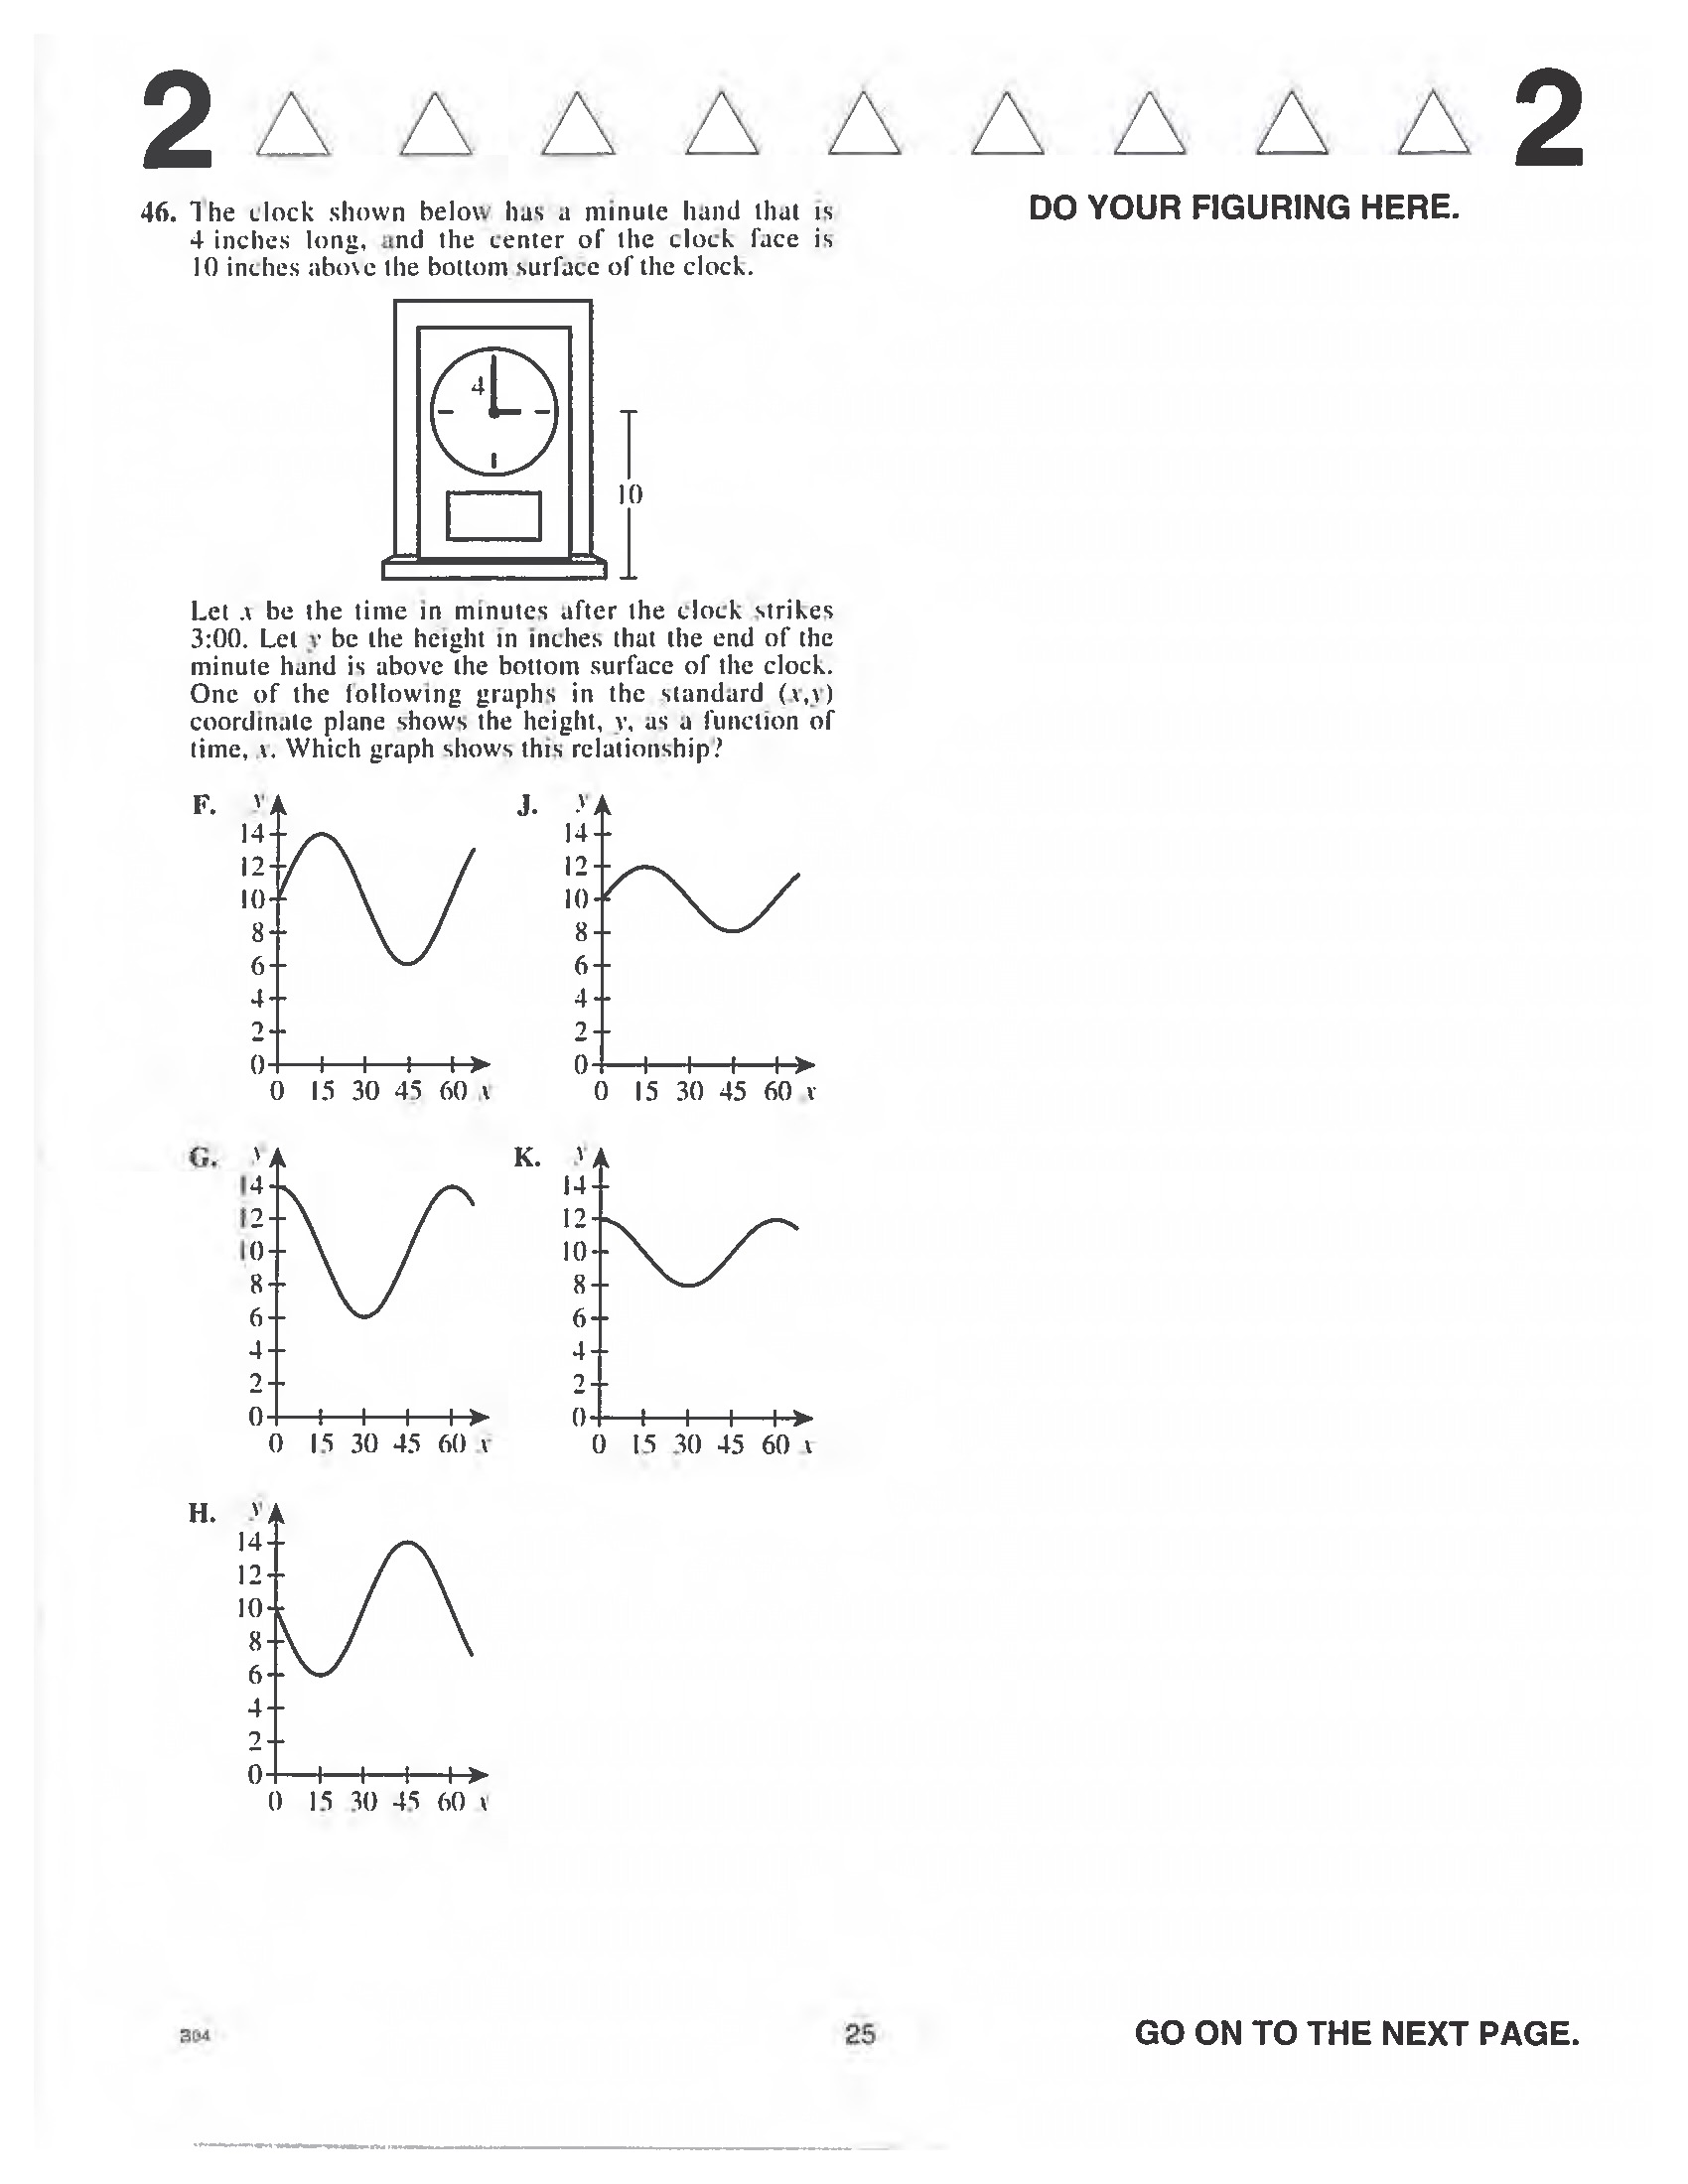 2 2
46. The clock shown below has a minute hand that is
4 inches long, and the center of the clock face is
10 inches above the bottom surface of the clock.
DO YOUR FIGURING HERE.
4
10
Let x be the time in minutes after the clock strikes
3:00. Let y be the height in inches that the end of the
minute hand is above the bottom surface of the clock.
One of the following graphs in the standard (x,y)
coordinate plane shows the height, y, as a function of
time, x. Which graph shows this relationship?
F. y
14
12
10
8
6
4
2
0
0 15 30 45 60 x
J. y
14
12
10
8
6
4
2
0
0 15 30 45 60 x
G. y
14
12
10
8
6
4
2
0
0 15 30 45 60 x
K. y
14
12
10
8
6
4
2
0
0 15 30 45 60 x
H. y
14
12
10
8
6
4
2
0
0 15 30 45 60 x
B04
25
GO ON TO THE NEXT PAGE.